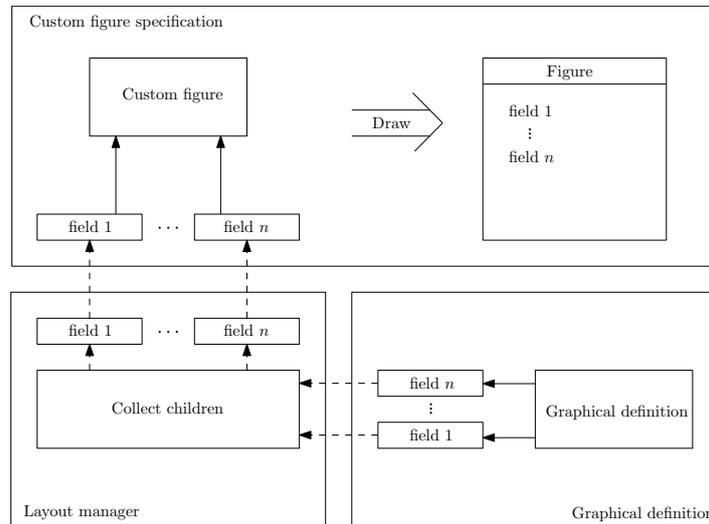 Custom figure specification
Custom figure
Draw
Figure
field 1
⋮
field n
field 1 ... field n
field 1 ... field n
Collect children
Layout manager
field n
⋮
field 1
Graphical definition
Graphical definition